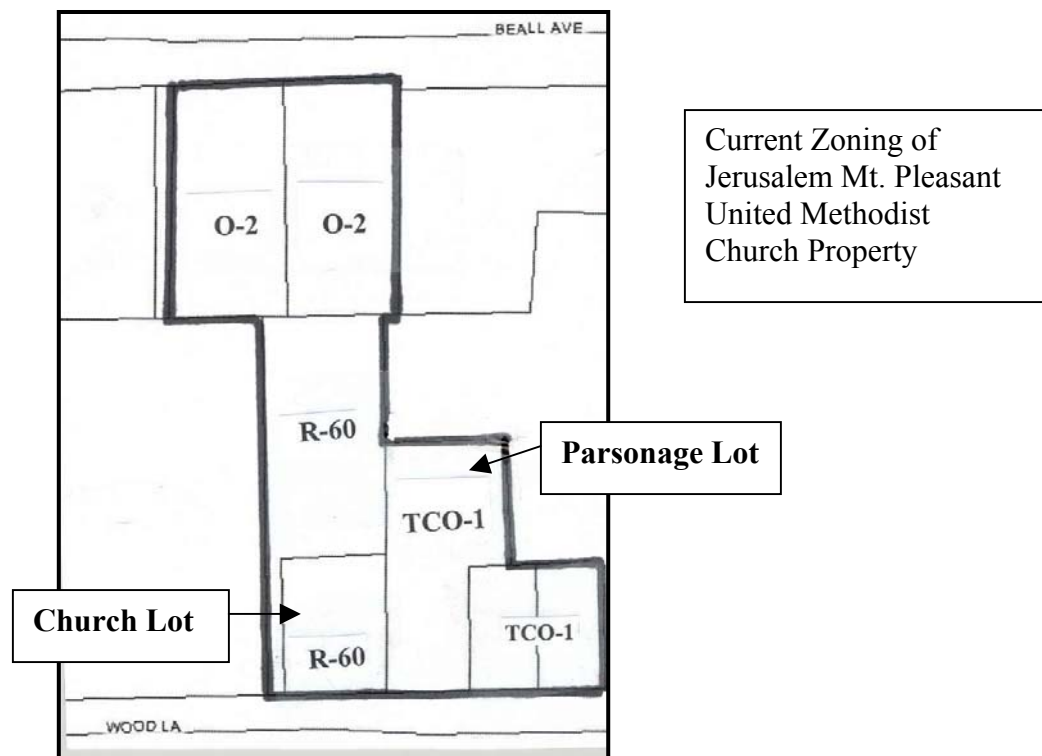 BEALL AVE
Current Zoning of
Jerusalem Mt. Pleasant
United Methodist
Church Property
O-2
O-2
R-60
Parsonage Lot
TCO-1
Church Lot
TCO-1
R-60
WOOD LA